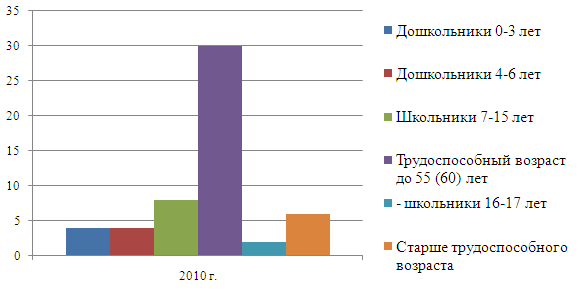 35
30
25
20
15
10
5
0
2010 г.
Дошкольники 0-3 лет
Дошкольники 4-6 лет
Школьники 7-15 лет
Трудоспособный возраст
до 55 (60) лет
- школьники 16-17 лет
Старше трудоспособного
возраста